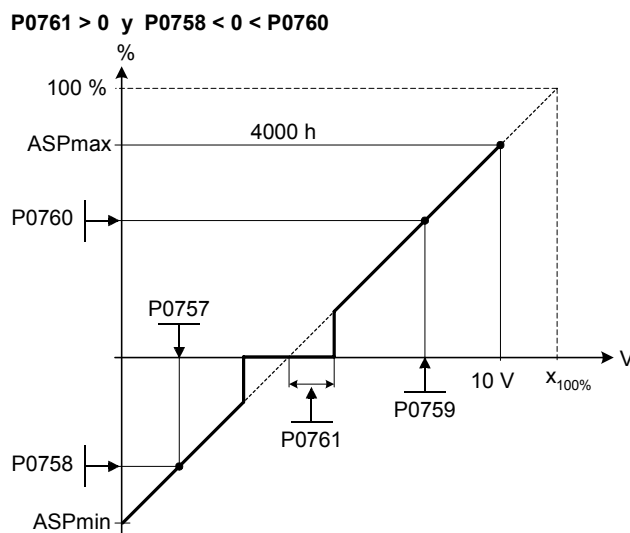 P0761 > 0 y P0758 < 0 < P0760
%
100 %
ASPmax
4000 h
P0760
P0757
V
10 V
x100%
P0759
P0761
P0758
ASPmin